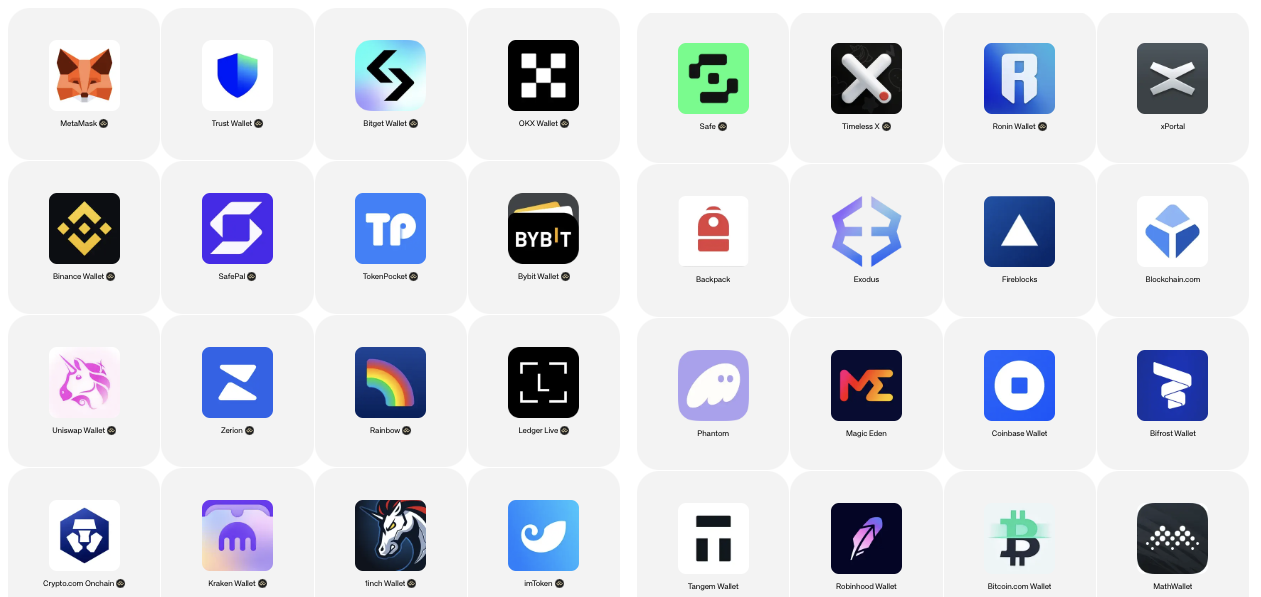 MetaMask
Trust Wallet
Bitget Wallet
OKX Wallet
Safe
Timeless X
Ronin Wallet
xPortal
TP
BYBIT
Binance Wallet
SafePal
TokenPocket
Bybit Wallet
Backpack
Exodus
Fireblocks
Blockchain.com
L
ME
Uniswap Wallet
Zerion
Rainbow
Ledger Live
Phantom
Magic Eden
Coinbase Wallet
Bifrost Wallet
Crypto.com Onchain
Kraken Wallet
1inch Wallet
imToken
Tangem Wallet
Robinhood Wallet
Bitcoin.com Wallet
MathWallet